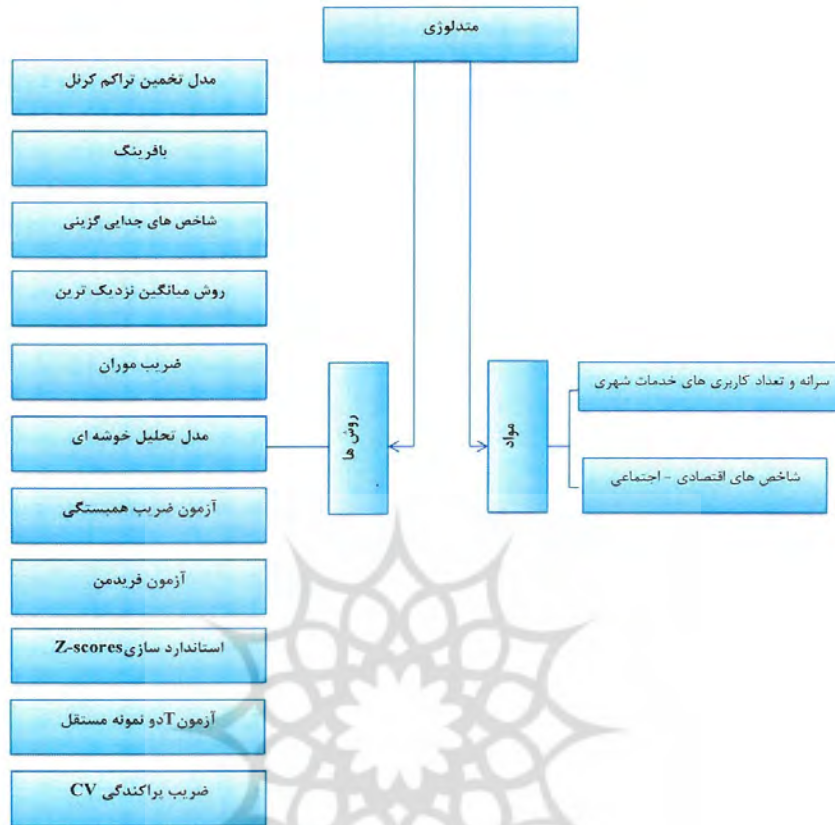 متدلوژی
مواد
سرانه و تعداد کاربری های خدمات شهری
شاخص های اقتصادی - اجتماعی
روش ها
مدل تخمین تراکم کرنل
بافرینگ
شاخص های جدایی گزینی
روش میانگین نزدیک ترین
ضریب موران
مدل تحلیل خوشه ای
آزمون ضریب همبستگی
آزمون فریدمن
استاندارد سازیZ-scores
آزمونTدو نمونه مستقل
ضریب پراکندگی CV